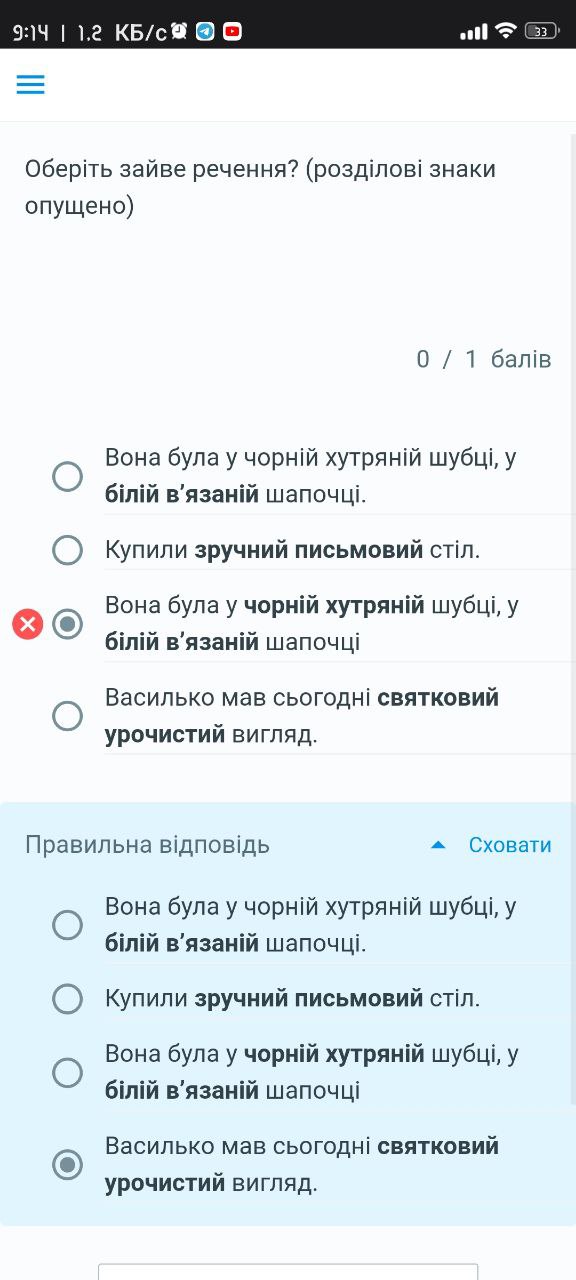 9:14 | 1.2 КБ/с
33
Оберіть зайве речення? (розділові знаки
опущено)
0 / 1 балів
Вона була у чорній хутряній шубці, у
білій в’язаній шапочці.
Купили зручний письмовий стіл.
Вона була у чорній хутряній шубці, у
білій в’язаній шапочці
Василько мав сьогодні святковий
урочистий вигляд.
Правильна відповідь
Сховати
Вона була у чорній хутряній шубці, у
білій в’язаній шапочці.
Купили зручний письмовий стіл.
Вона була у чорній хутряній шубці, у
білій в’язаній шапочці
Василько мав сьогодні святковий
урочистий вигляд.